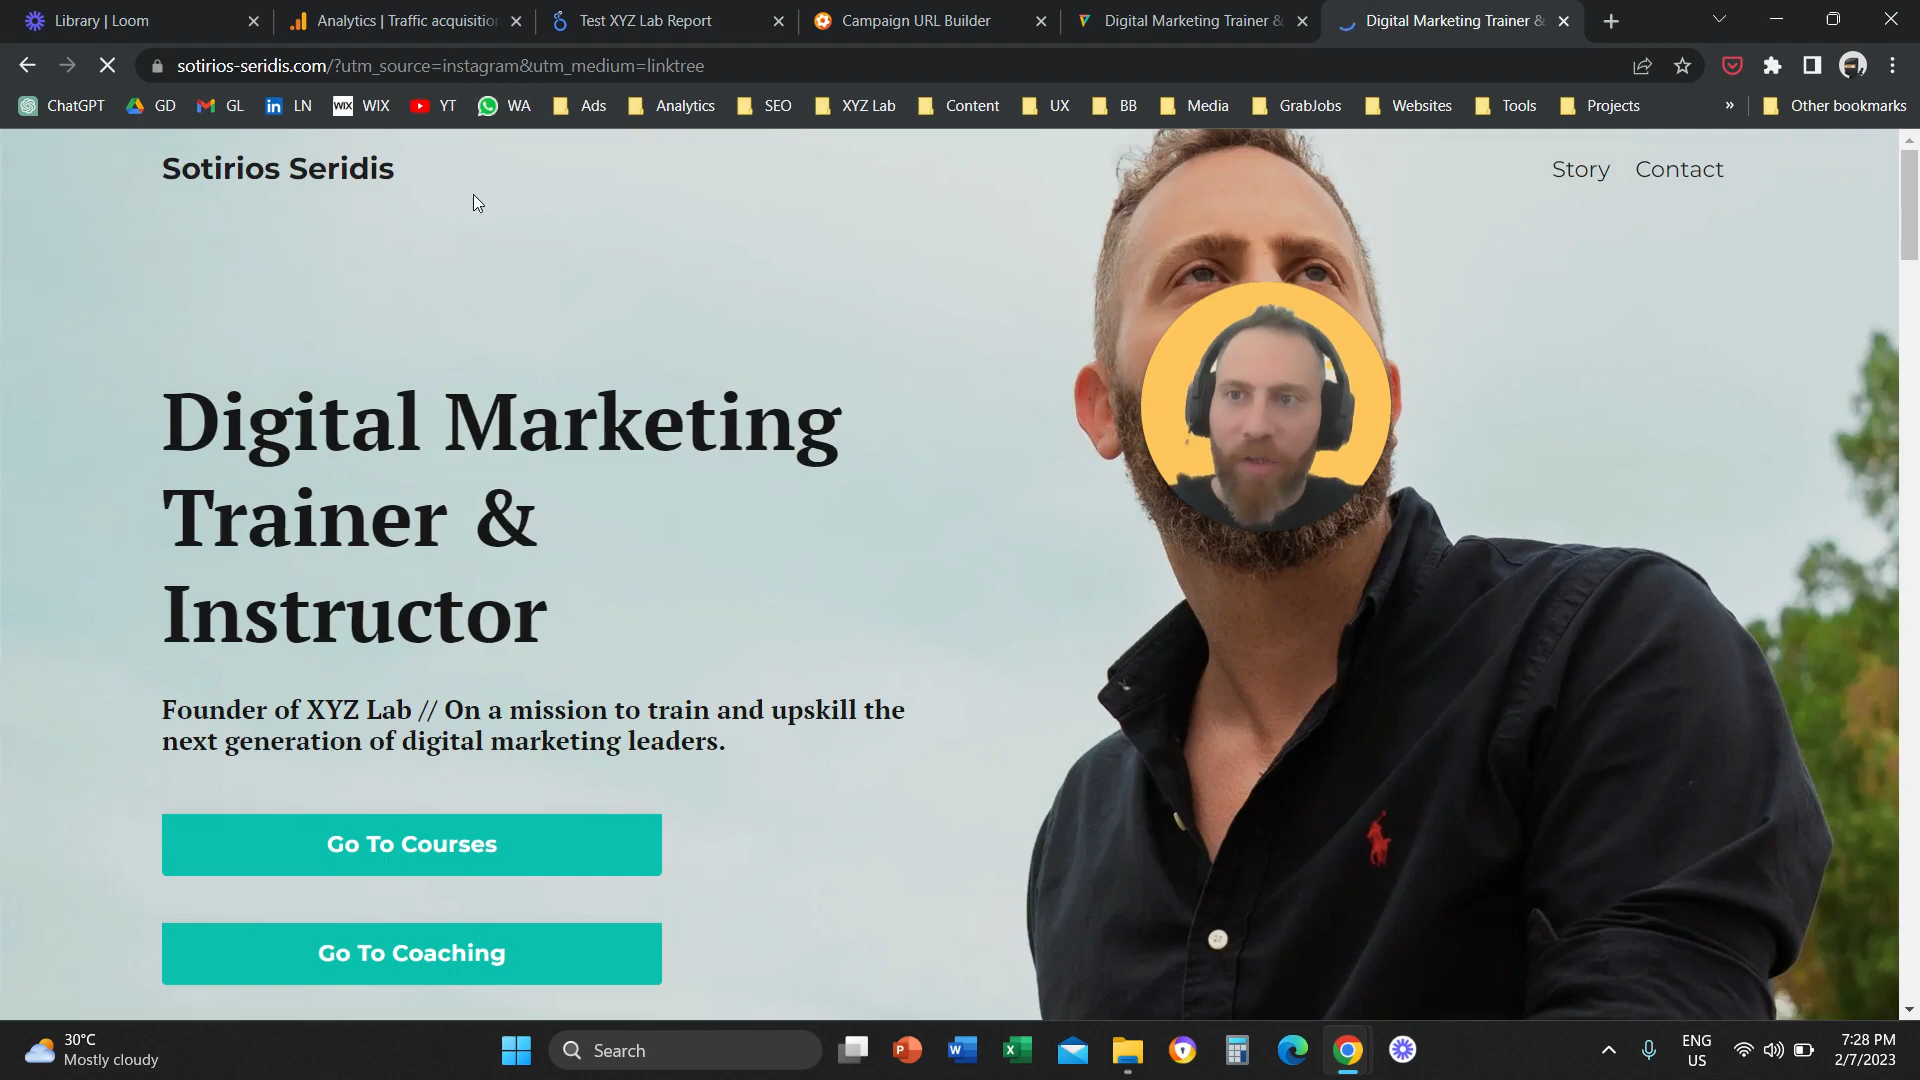 Library | Loom
Analytics | Traffic acquisition
Test XYZ Lab Report
Campaign URL Builder
Digital Marketing Trainer &
Digital Marketing Trainer &
sotirios-seridis.com/?utm_source=instagram&utm_medium=linktree
ChatGPT GD GL LN WIX WIX YT WA Ads Analytics SEO XYZ Lab Content UX BB Media GrabJobs Websites Tools Projects » Other bookmarks
Sotirios Seridis
Story Contact
Digital Marketing
Trainer &
Instructor
Founder of XYZ Lab // On a mission to train and upskill the
next generation of digital marketing leaders.
Go To Courses
Go To Coaching
30°C
Mostly cloudy
Search
ENG
US
7:28 PM
2/7/2023